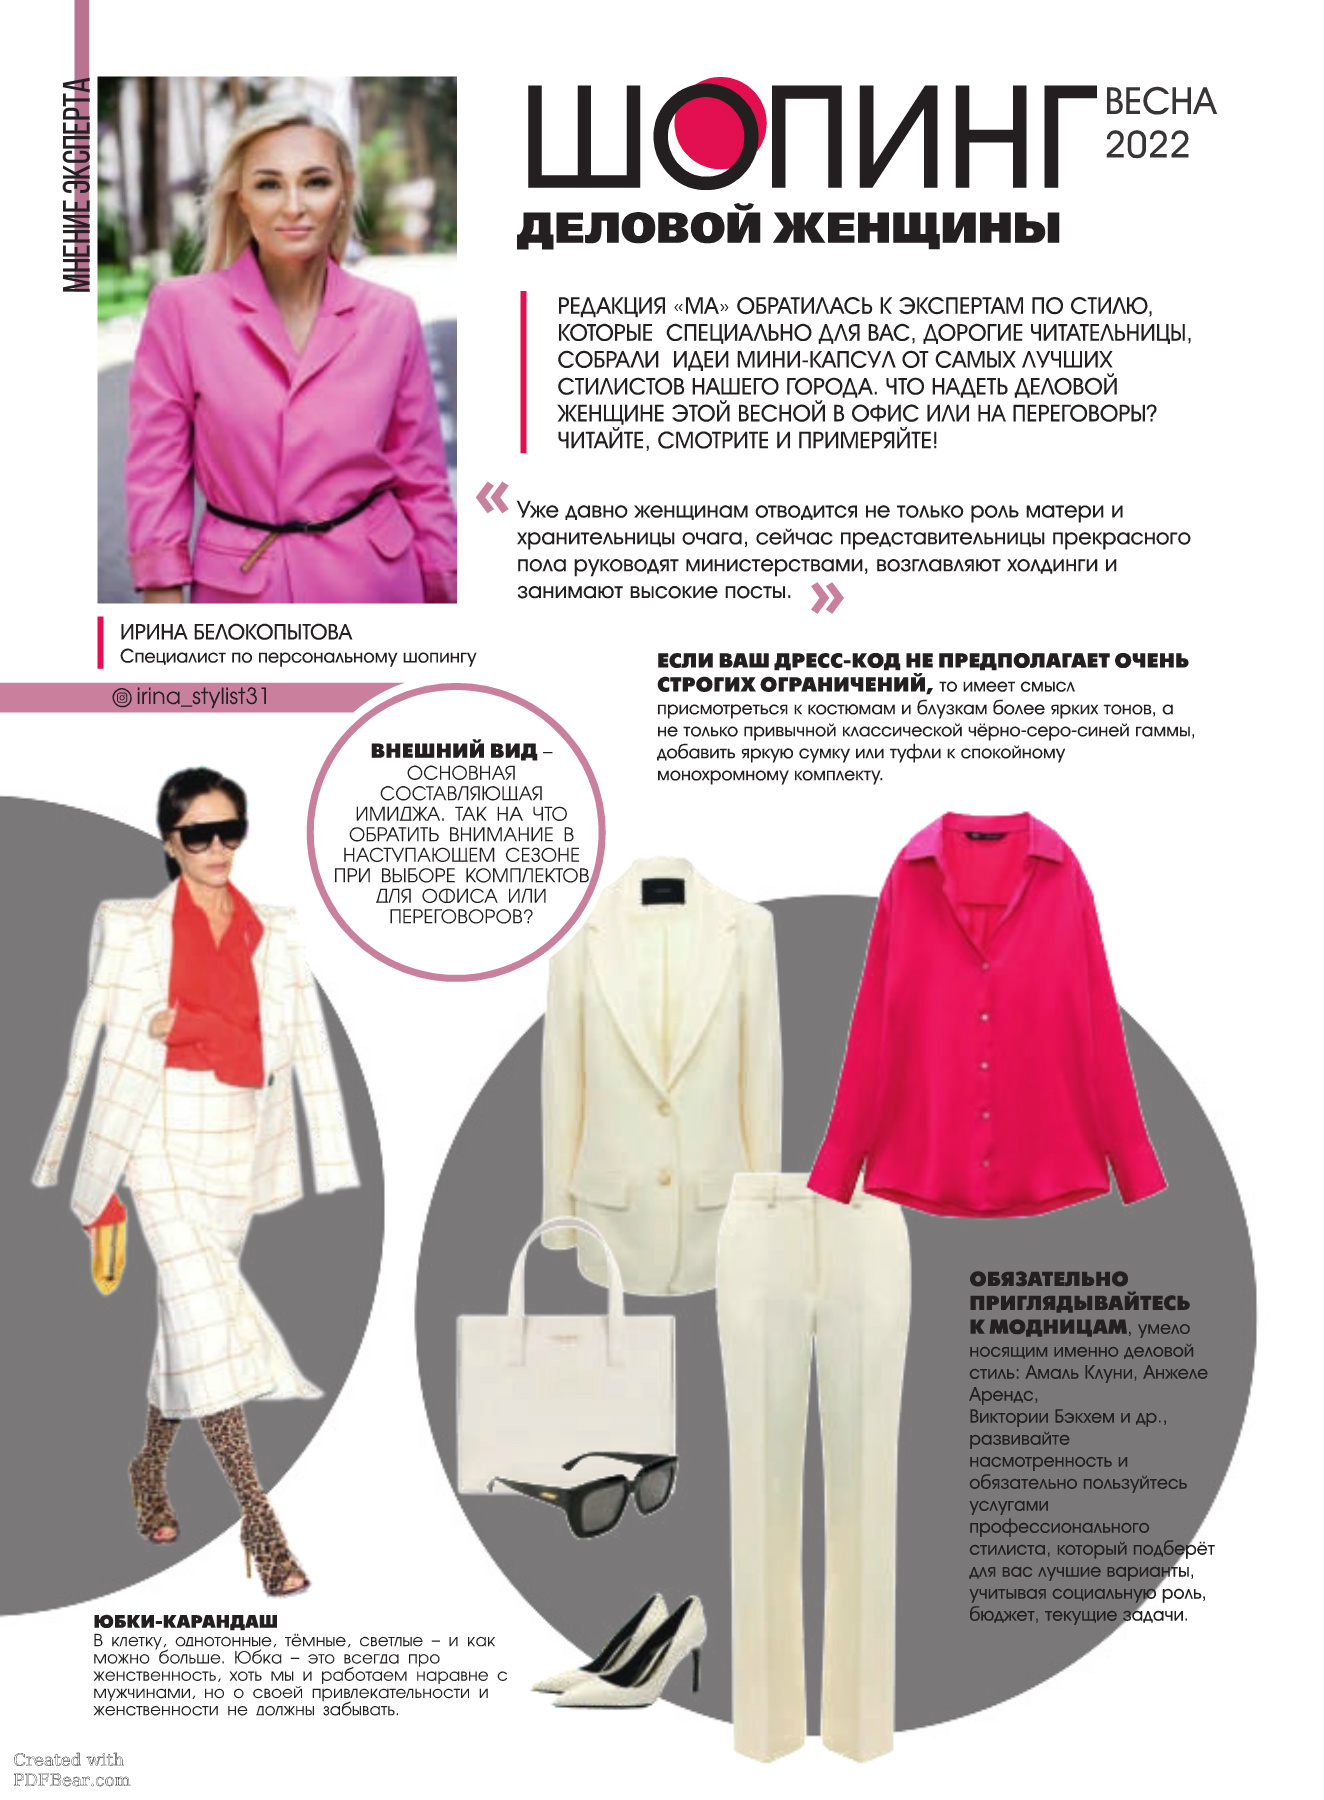 МНЕНИЕ ЭКСПЕРТА
ШОПИНГ
ВЕСНА
2022
ДЕЛОВОЙ ЖЕНЩИНЫ
РЕДАКЦИЯ «МА» ОБРАТИЛАСЬ К ЭКСПЕРТАМ ПО СТИЛЮ,
КОТОРЫЕ СПЕЦИАЛЬНО ДЛЯ ВАС, ДОРОГИЕ ЧИТАТЕЛЬНИЦЫ,
СОБРАЛИ ИДЕИ МИНИ-КАПСУЛ ОТ САМЫХ ЛУЧШИХ
СТИЛИСТОВ НАШЕГО ГОРОДА. ЧТО НАДЕТЬ ДЕЛОВОЙ
ЖЕНЩИНЕ ЭТОЙ ВЕСНОЙ В ОФИС ИЛИ НА ПЕРЕГОВОРЫ?
ЧИТАЙТЕ, СМОТРИТЕ И ПРИМЕРЯЙТЕ!
« Уже давно женщинам отводится не только роль матери и
хранительницы очага, сейчас представительницы прекрасного
пола руководят министерствами, возглавляют холдинги и
занимают высокие посты. »
ИРИНА БЕЛОКОПЫТОВА
Специалист по персональному шопингу
irina_stylist31
ЕСЛИ ВАШ ДРЕСС-КОД НЕ ПРЕДПОЛАГАЕТ ОЧЕНЬ
СТРОГИХ ОГРАНИЧЕНИЙ, то имеет смысл
присмотреться к костюмам и блузкам более ярких тонов, а
не только привычной классической чёрно-серо-синей гаммы,
добавить яркую сумку или туфли к спокойному
монохромному комплекту.
ВНЕШНИЙ ВИД –
ОСНОВНАЯ
СОСТАВЛЯЮЩАЯ
ИМИДЖА. ТАК НА ЧТО
ОБРАТИТЬ ВНИМАНИЕ В
НАСТУПАЮЩЕМ СЕЗОНЕ
ПРИ ВЫБОРЕ КОМПЛЕКТОВ
ДЛЯ ОФИСА ИЛИ
ПЕРЕГОВОРОВ?
ОБЯЗАТЕЛЬНО
ПРИГЛЯДЫВАЙТЕСЬ
К МОДНИЦАМ, умело
носящим именно деловой
стиль: Амаль Клуни, Анжеле
Арендс,
Виктории Бэкхем и др.,
развивайте
насмотренность и
обязательно пользуйтесь
услугами
профессионального
стилиста, который подберёт
для вас лучшие варианты,
учитывая социальную роль,
бюджет, текущие задачи.
ЮБКИ-КАРАНДАШ
В клетку, однотонные, тёмные, светлые – и как
можно больше. Юбка – это всегда про
женственность, хоть мы и работаем наравне с
мужчинами, но о своей привлекательности и
женственности не должны забывать.
Created with
PDFBear.com